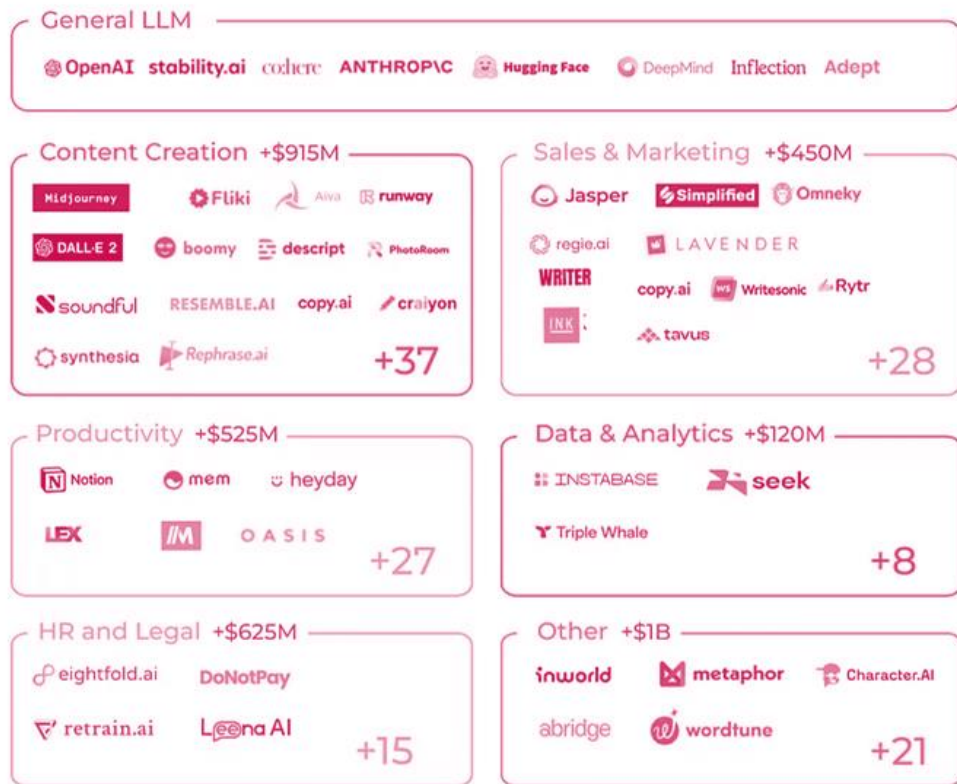 General LLM
OpenAI stability.ai co:here ANTHROP\C Hugging Face DeepMind Inflection Adept
Content Creation +$915M
Midjourney Fliki Aiva runway
DALL·E 2 boomy descript PhotoRoom
soundful RESEMBLE.AI copy.ai craiyon
synthesia Rephrase.ai
+37
Sales & Marketing +$450M
Jasper Simplified Omneky
regie.ai LAVENDER
WRITER copy.ai WS Writesonic Rytr
INK tavus
+28
Productivity +$525M
N Notion mem heyday
LEX M OASIS
+27
Data & Analytics +$120M
INSTABASE seek
Triple Whale
+8
HR and Legal +$625M
eightfold.ai DoNotPay
retrain.ai Leena AI
+15
Other +$1B
inworld metaphor Character.AI
abridge w wordtune
+21